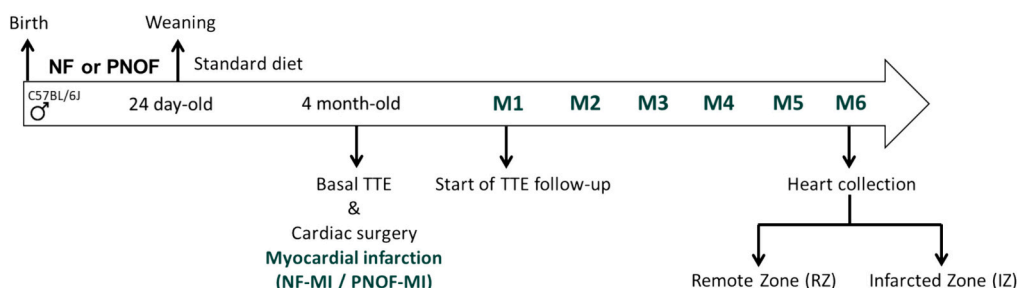 Birth
Weaning
NF or PNOF
Standard diet
C57BL/6J
♂
24 day-old
4 month-old
M1
M2
M3
M4
M5
M6
Basal TTE
&
Cardiac surgery
Myocardial infarction
(NF-MI / PNOF-MI)
Start of TTE follow-up
Heart collection
Remote Zone (RZ)
Infarcted Zone (IZ)